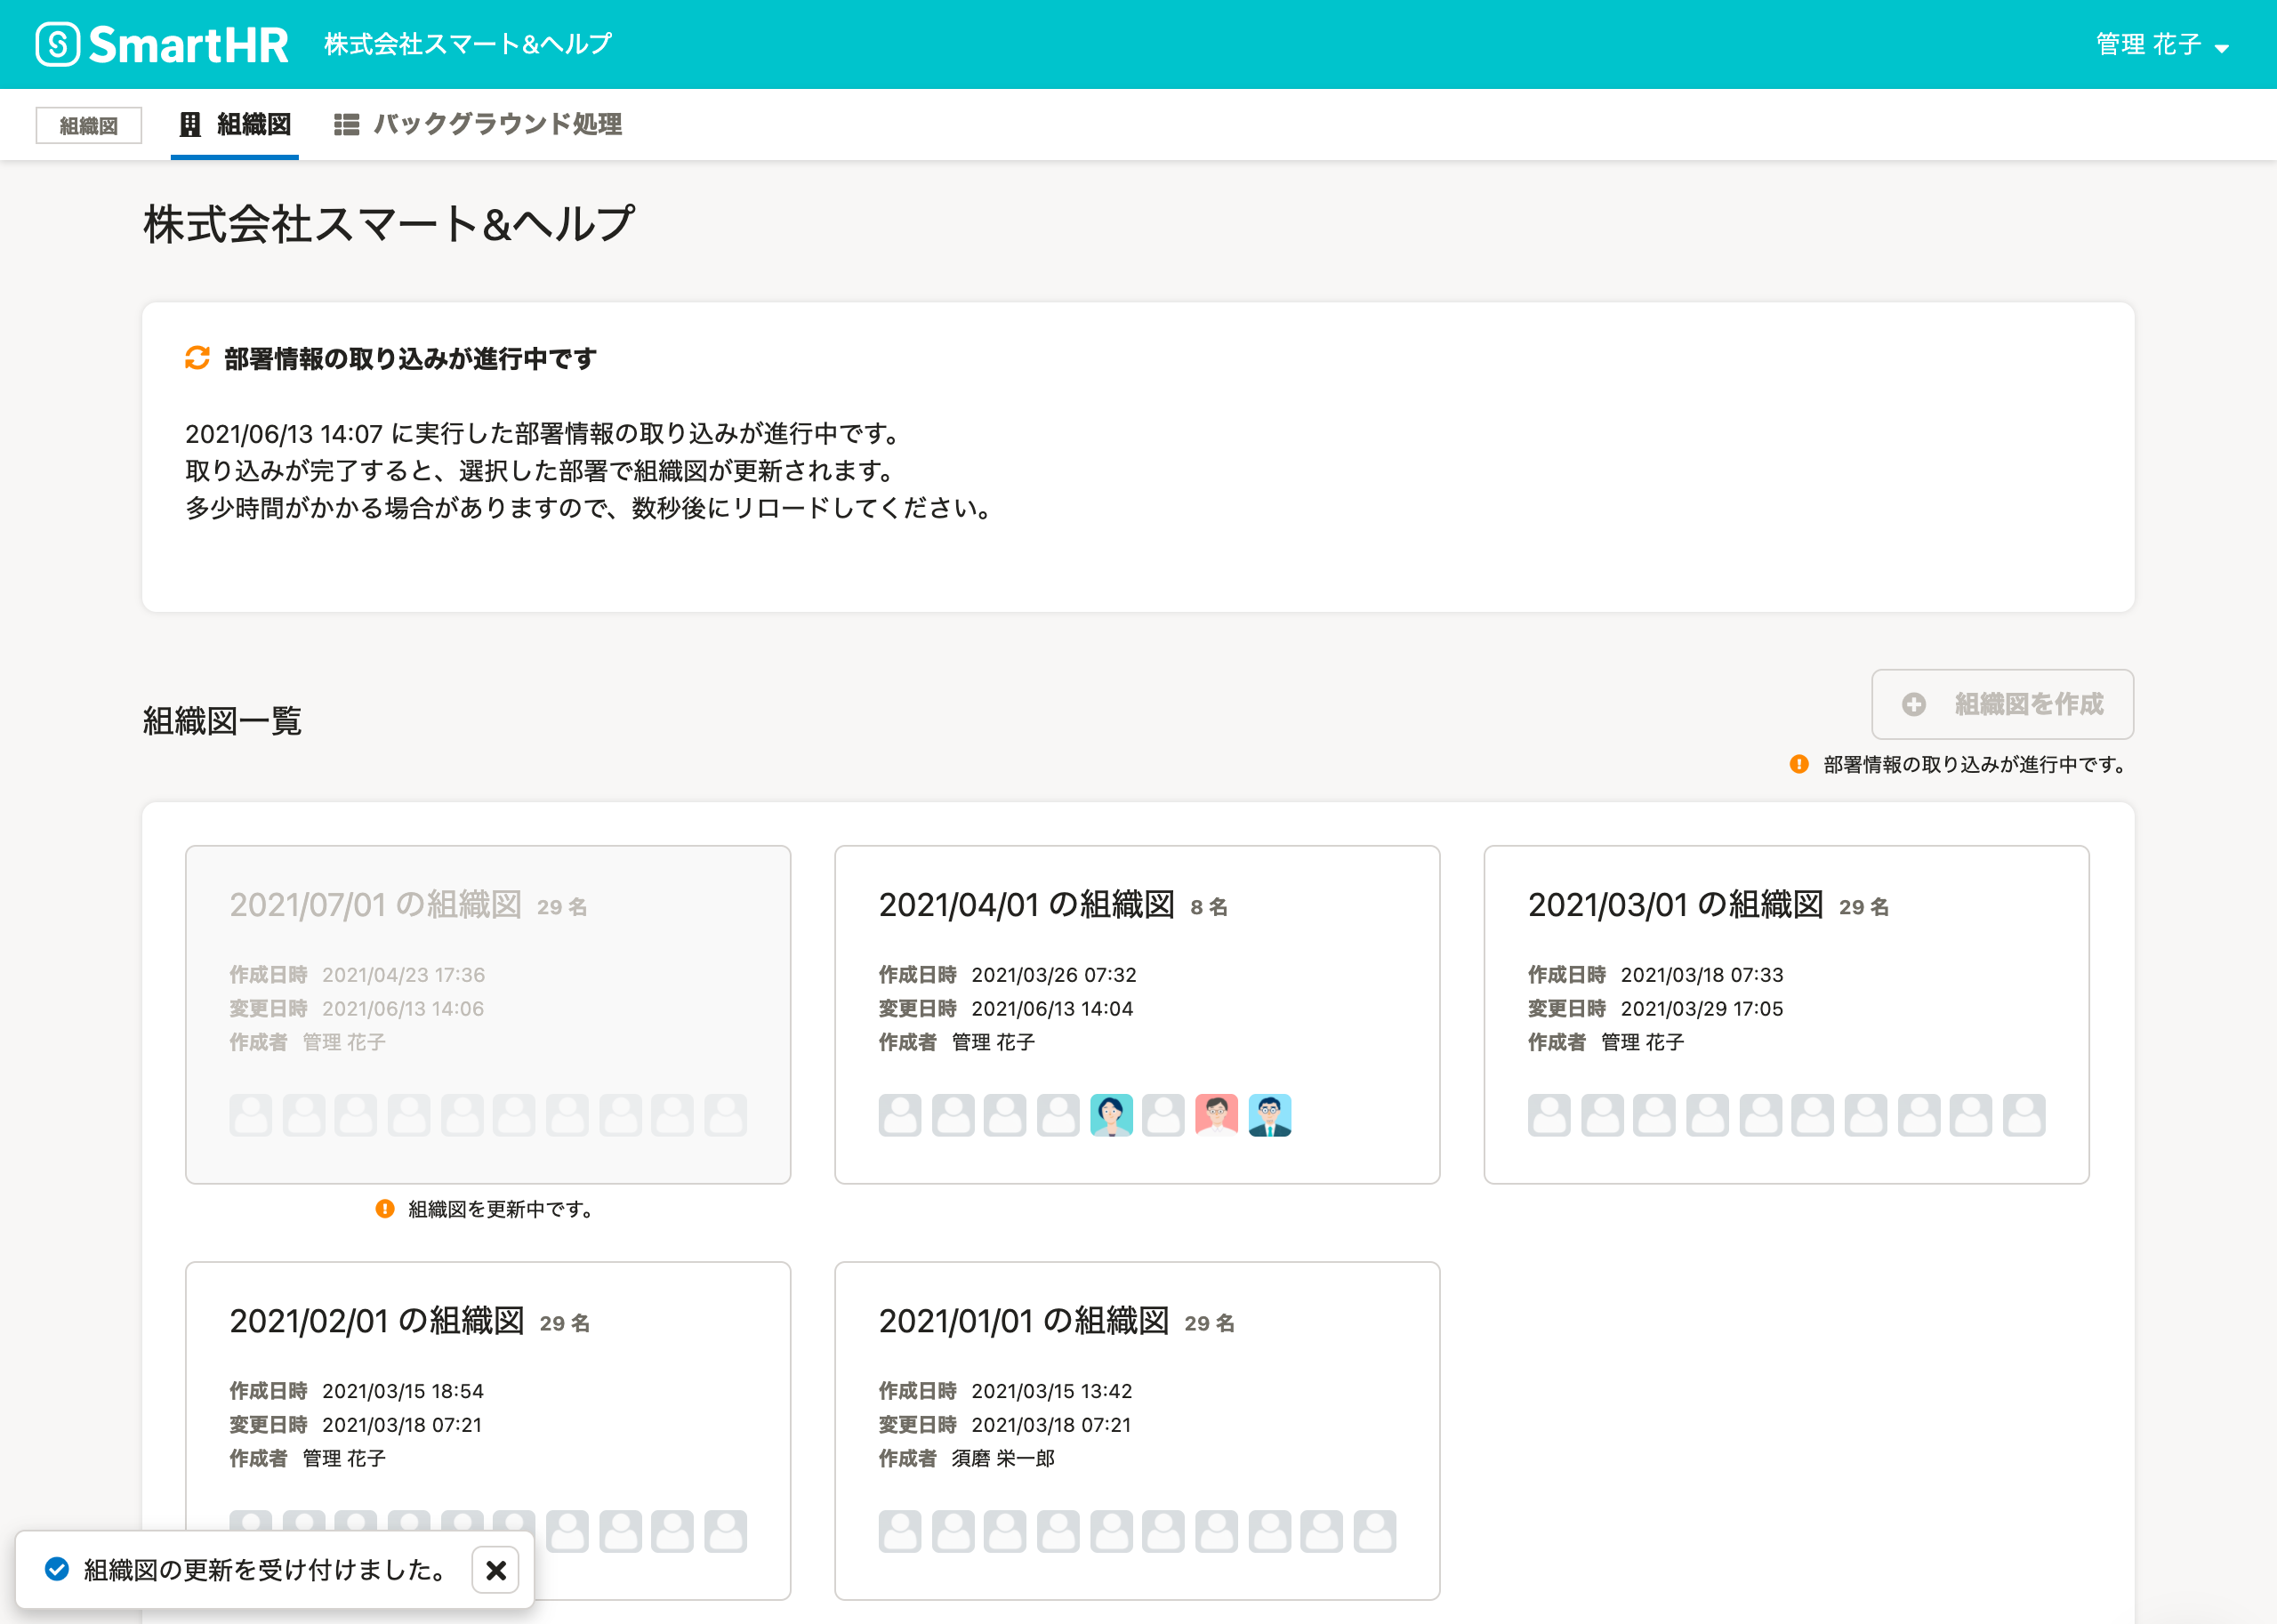 SmartHR 株式会社スマート&ヘルプ 管理 花子
組織図 組織図 バックグラウンド処理
株式会社スマート&ヘルプ
部署情報の取り込みが進行中です
2021/06/13 14:07 に実行した部署情報の取り込みが進行中です。
取り込みが完了すると、選択した部署で組織図が更新されます。
多少時間がかかる場合がありますので、数秒後にリロードしてください。
組織図一覧
組織図を作成
部署情報の取り込みが進行中です。
2021/07/01 の組織図 29 名
作成日時 2021/04/23 17:36
変更日時 2021/06/13 14:06
作成者 管理 花子
組織図を更新中です。
2021/04/01 の組織図 8 名
作成日時 2021/03/26 07:32
変更日時 2021/06/13 14:04
作成者 管理 花子
2021/03/01 の組織図 29 名
作成日時 2021/03/18 07:33
変更日時 2021/03/29 17:05
作成者 管理 花子
2021/02/01 の組織図 29 名
作成日時 2021/03/15 18:54
変更日時 2021/03/18 07:21
作成者 管理 花子
2021/01/01 の組織図 29 名
作成日時 2021/03/15 13:42
変更日時 2021/03/18 07:21
作成者 須磨 栄一郎
組織図の更新を受け付けました。